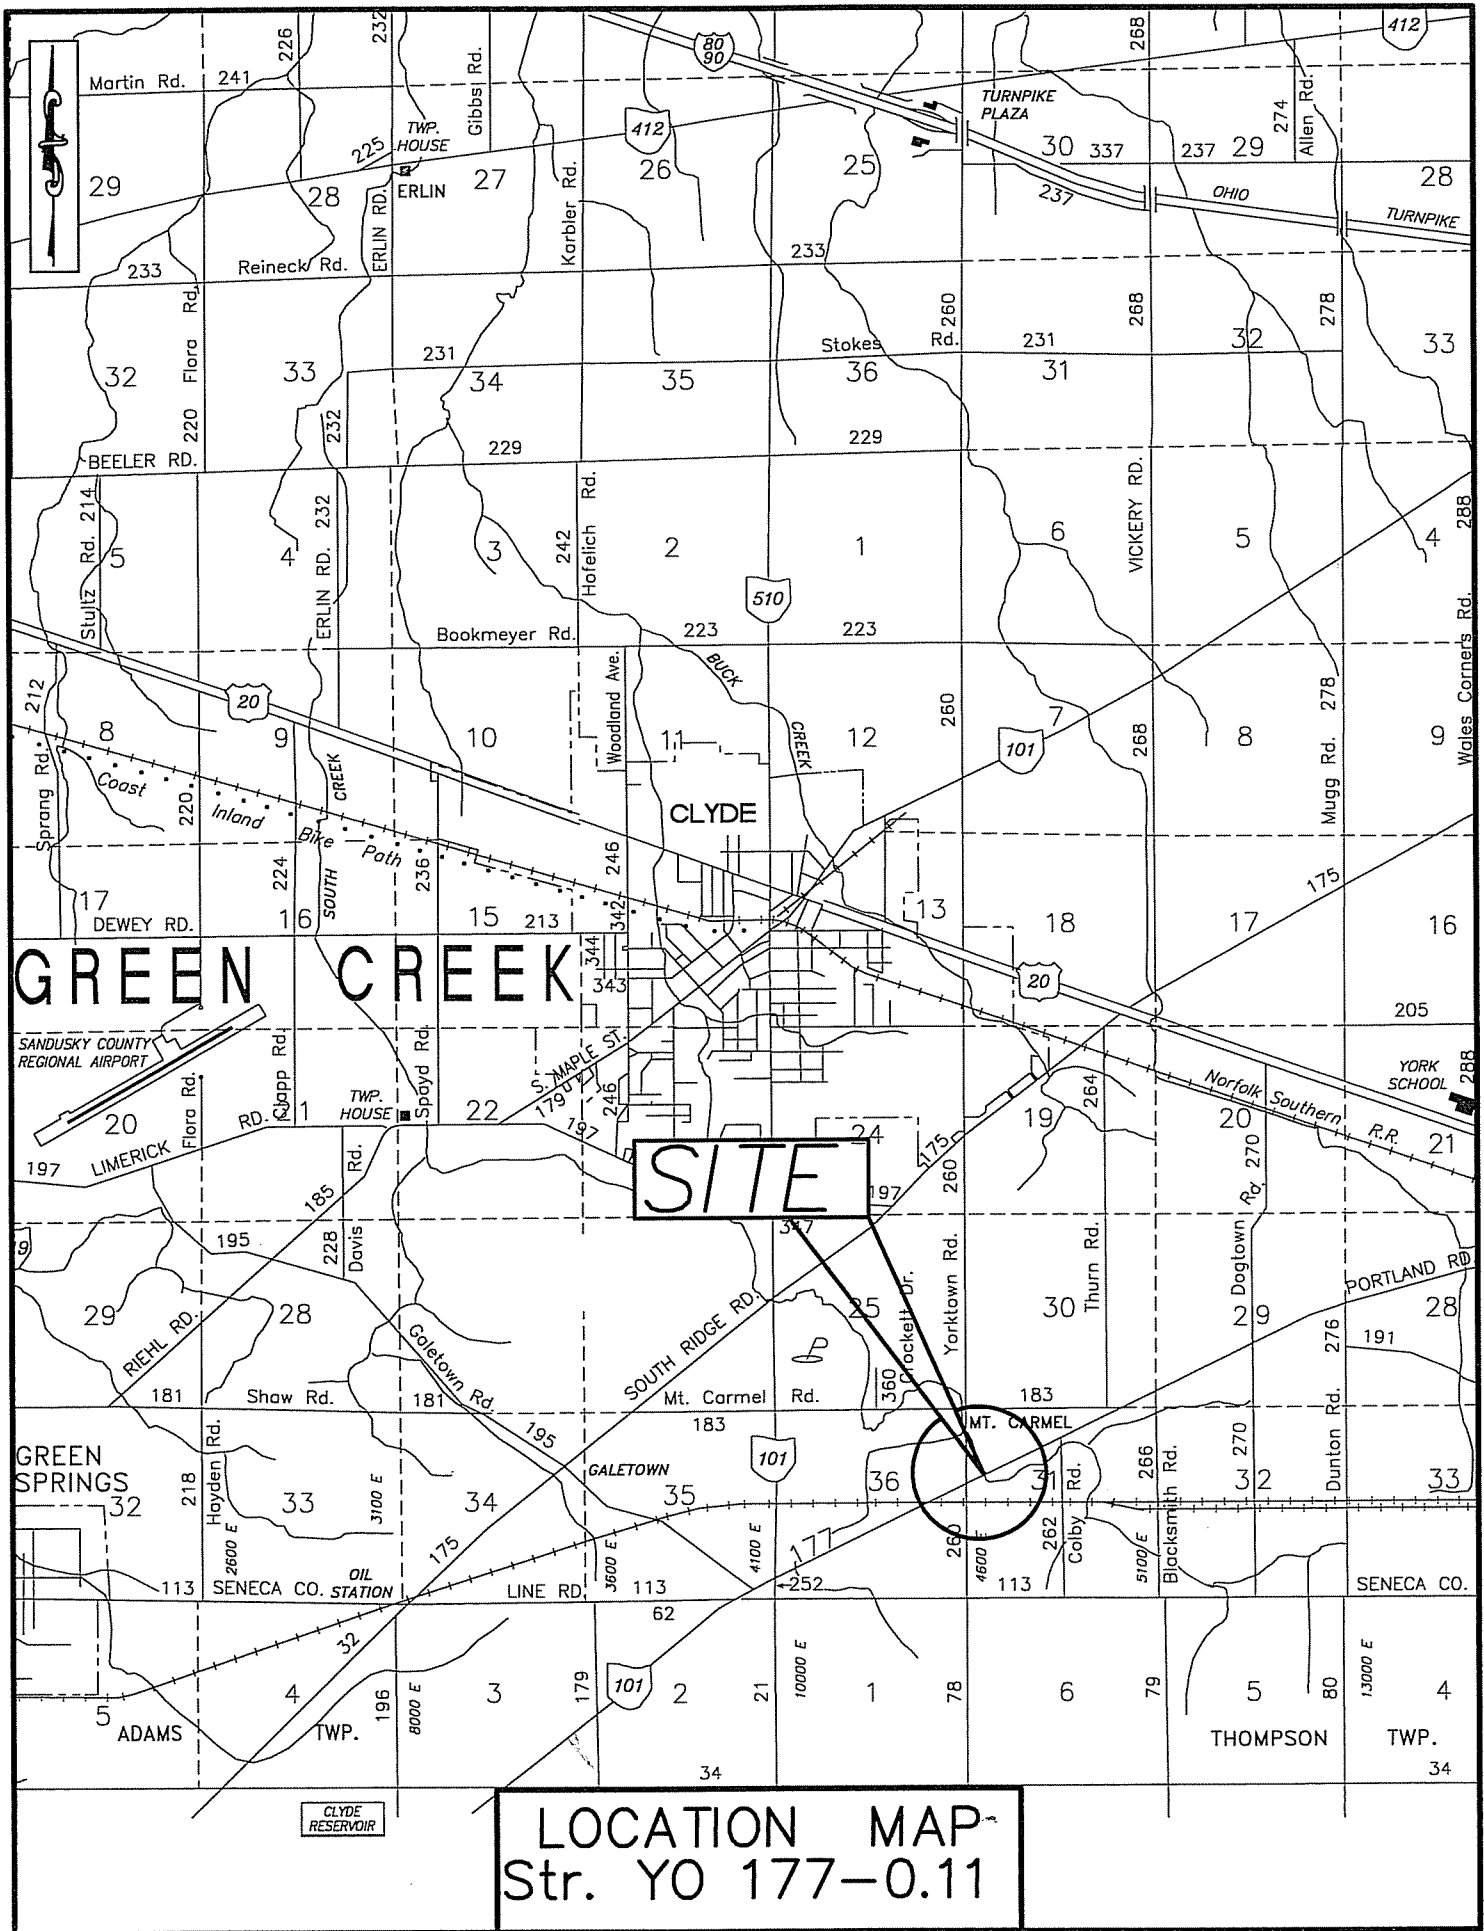 412
80
90
268
232
226
Martin Rd. 241
Gibbs Rd.
TURNPIKE
PLAZA
274
Allen Rd.
TWP.
HOUSE
412
225
29
28
ERLIN
27
26
25
30
337
237
29
28
Karbler Rd.
ERLIN RD.
237
OHIO
TURNPIKE
233
Reineck Rd.
233
220 Flora Rd.
260
268
278
32
33
231
34
35
Stokes Rd.
36
231
31
32
33
232
229
229
BEELER RD.
Stultz Rd. 214
5
4
ERLIN RD. 232
3
242
Hafelich Rd.
2
1
6
VICKERY RD.
5
4
288
510
Bookmeyer Rd.
223
223
Wales Corners Rd.
212
20
Woodland Ave.
BUCK
CREEK
260
7
268
Mugg Rd. 278
8
9
10
11
12
101
8
9
Sprang Rd.
Coast
Inland
Bike
Path
220
CREEK
SOUTH
CLYDE
224
236
246
342
175
17
DEWEY RD.
16
15
213
13
18
17
16
GREEN CREEK
344
343
20
205
SANDUSKY COUNTY
REGIONAL AIRPORT
Clapp Rd.
Spayd Rd.
S. MAPLE ST.
179
246
YORK
SCHOOL
288
Norfolk Southern
R.R.
Flora Rd.
20
21
TWP.
HOUSE
22
197
24
19
264
20
21
197
LIMERICK RD.
SITE
175
260
197
270
Dogtown Rd.
185
195
228
Davis Rd.
347
29
28
RIEHL RD.
Galetown Rd.
SOUTH RIDGE RD.
25
Crockett Dr.
Yorktown Rd.
30
Thurn Rd.
29
PORTLAND RD
28
276
191
181
Shaw Rd.
181
Mt. Carmel Rd.
183
360
183
MT. CARMEL
195
GREEN
SPRINGS
218
Hayden Rd.
101
GALETOWN
266
270
Dunton Rd.
32
33
3100 E
34
35
36
31
262
Colby Rd.
Blacksmith Rd.
32
33
2600 E
175
3600 E
4100 E
177
260
4600 E
5100 E
113
SENECA CO.
OIL
STATION
LINE RD.
113
252
113
SENECA CO.
62
32
5
4
196
8000 E
3
179
101
2
21
10000 E
1
78
6
79
5
80
13000 E
4
ADAMS TWP.
THOMPSON TWP.
34
34
CLYDE
RESERVOIR
LOCATION MAP
Str. YO 177-0.11